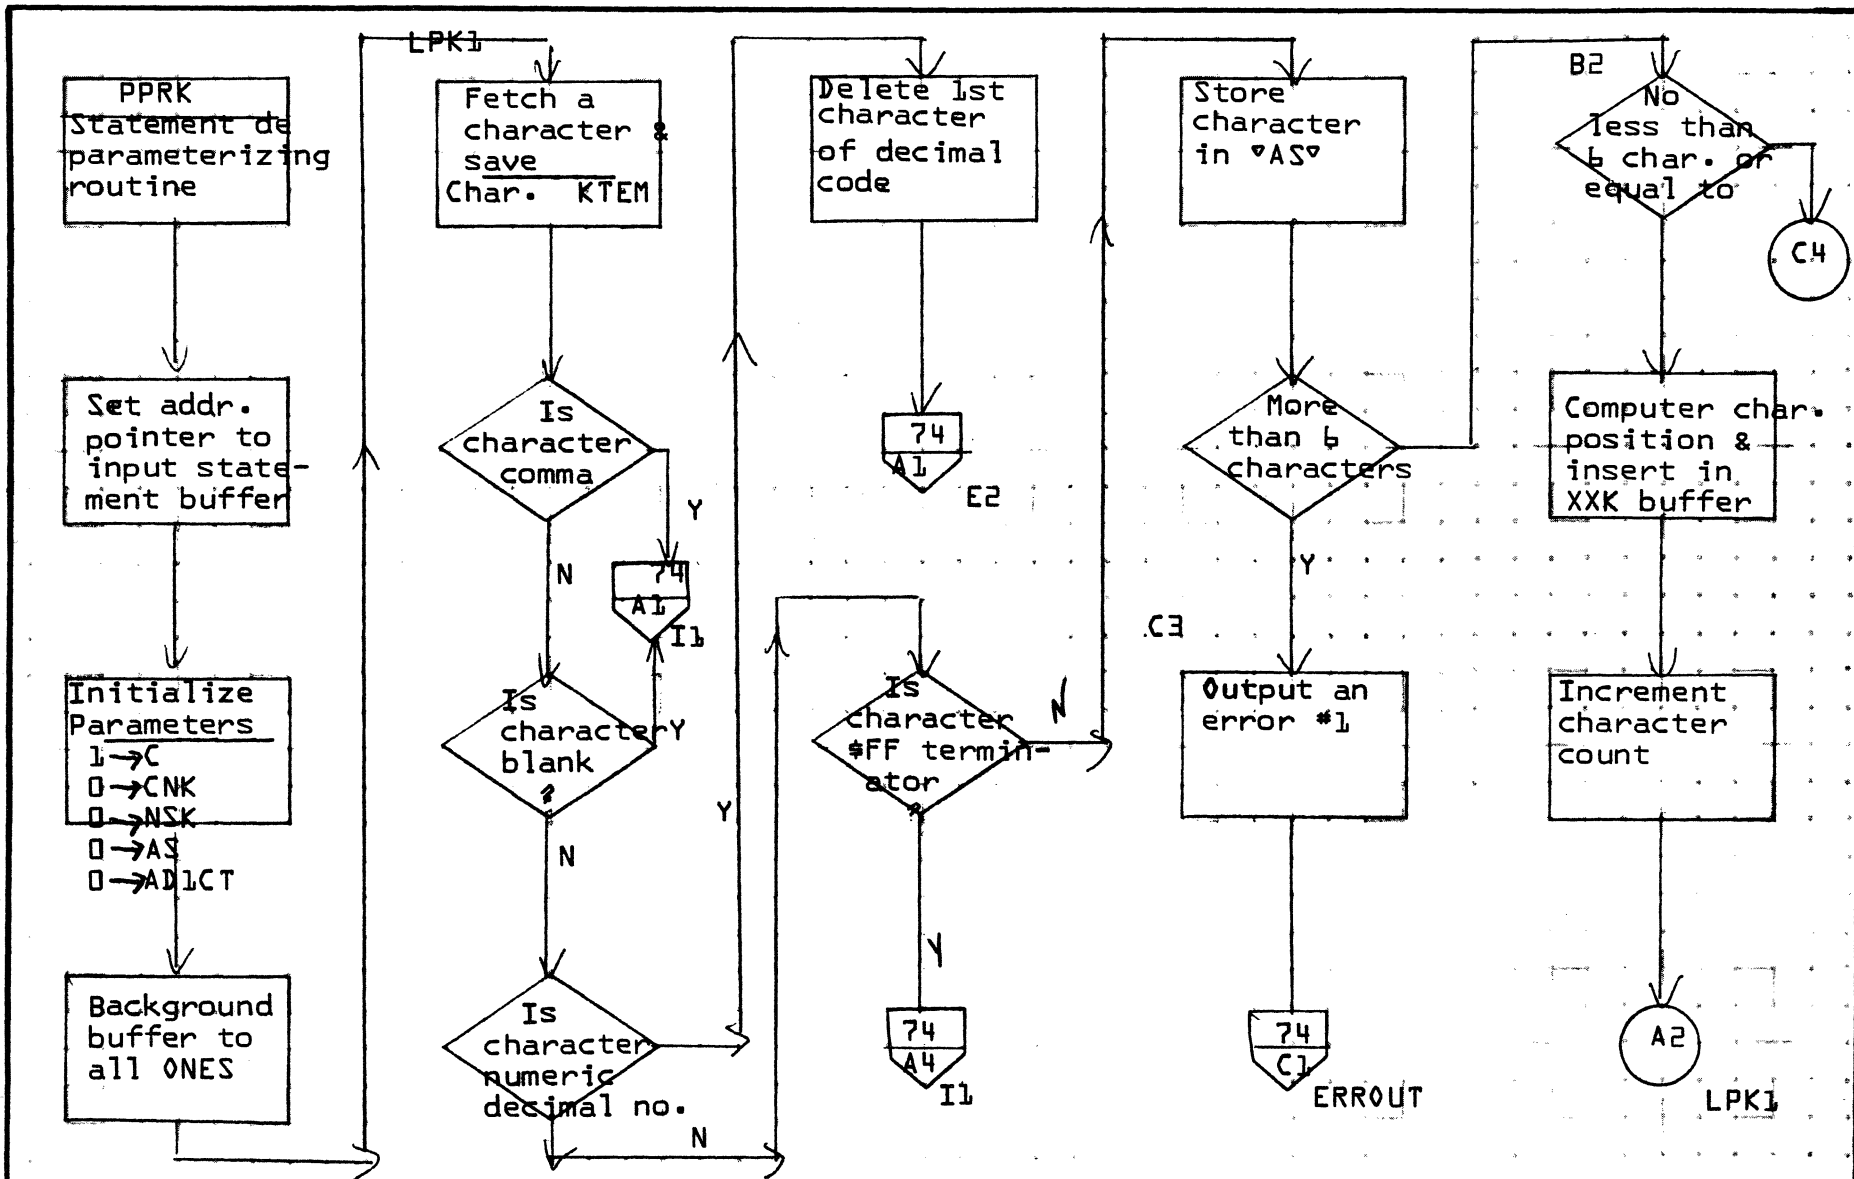 PPRK
Statement de
parameterizing
routine
Set addr.
pointer to
input state-
ment buffer
Initialize
Parameters
1→C
0→CNK
0→NSK
0→AS
0→AD1CT
Background
buffer to
all ONES
LPK1
Fetch a
character &
save
Char. KTEM
Is
character
comma
Y
N
74
A1
I1
Is
character
blank
?
Y
N
Is
character
numeric
decimal no.
Y
N
Delete 1st
character
of decimal
code
74
A1
E2
Is
character
$FF termin-
ator
?
N
Y
74
A4
I1
Store
character
in ▿AS▿
More
than 6
characters
Y
C3
Output an
error #1
74
C1
ERROUT
B2
No
less than
6 char. or
equal to
C4
Computer char.
position &
insert in
XXK buffer
Increment
character
count
A2
LPK1